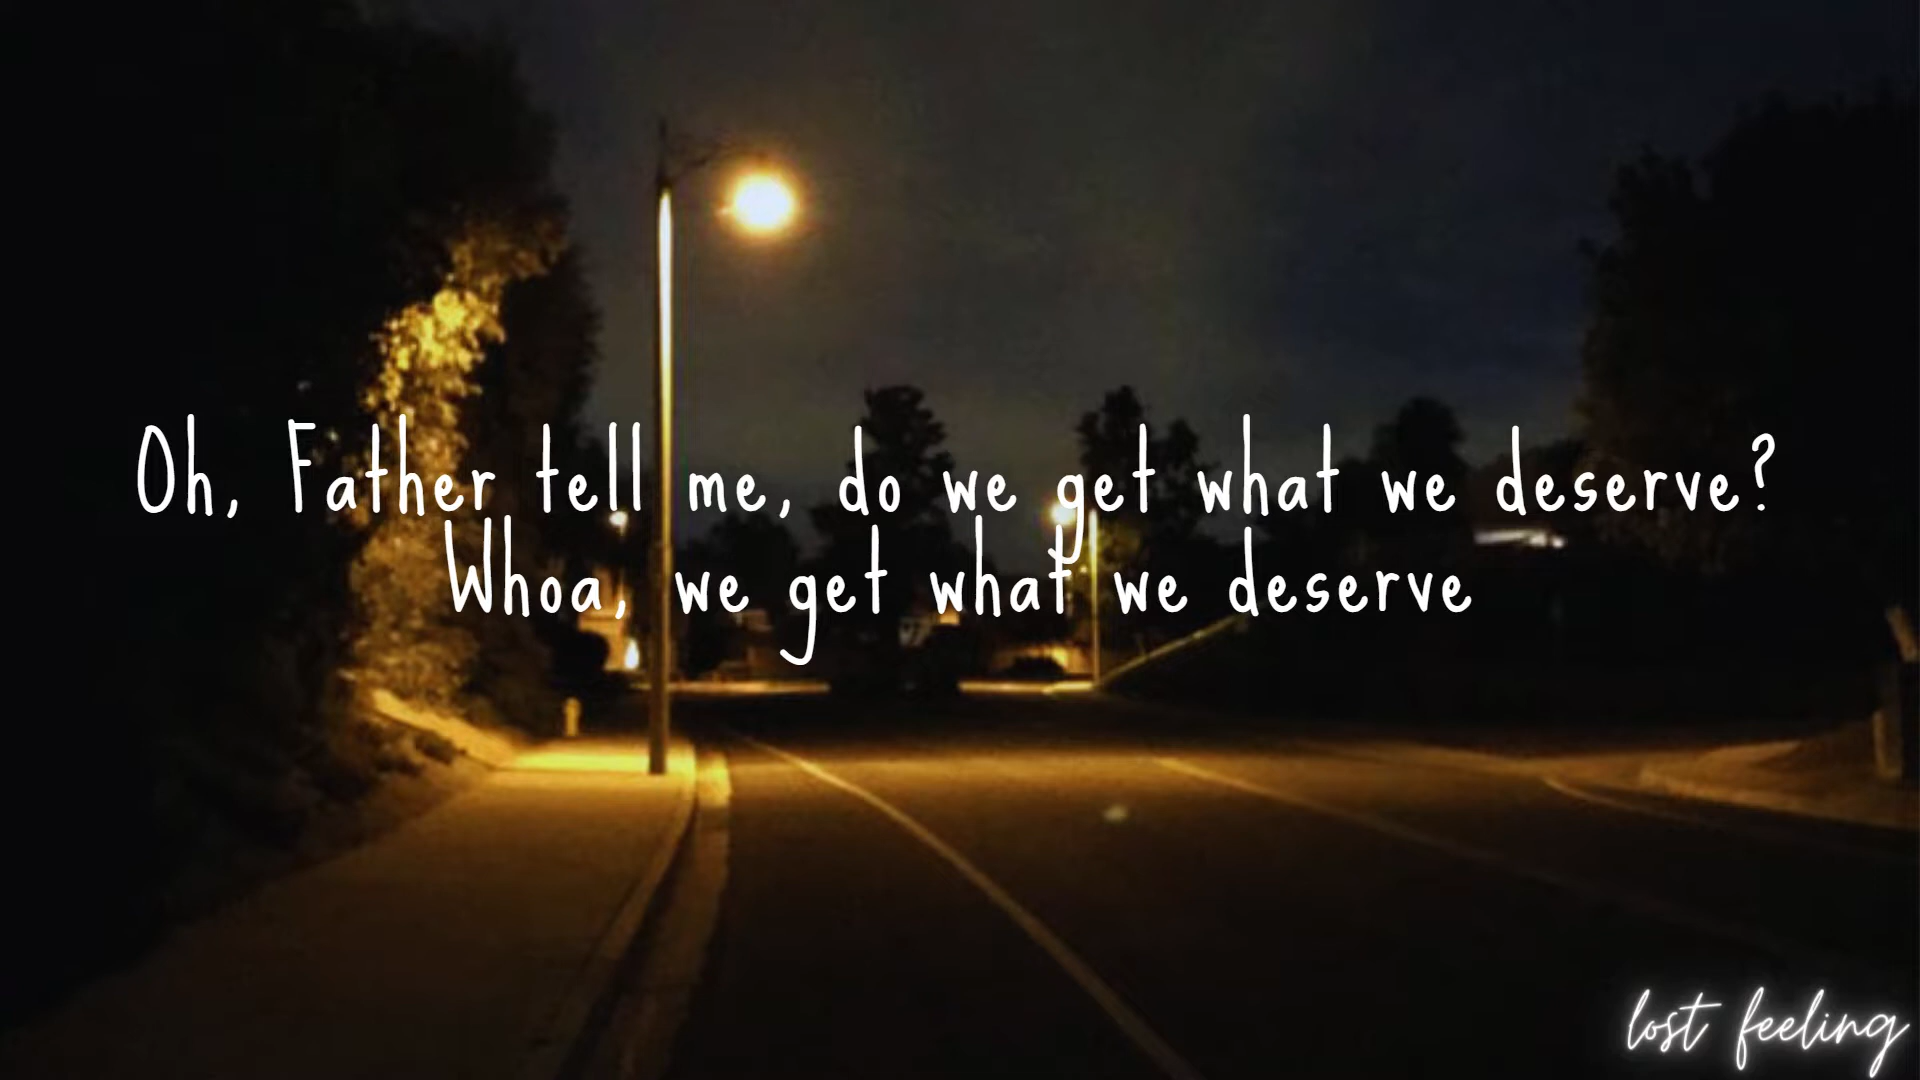 Oh, Father tell me, do we get what we deserve?
Whoa, we get what we deserve
lost feeling